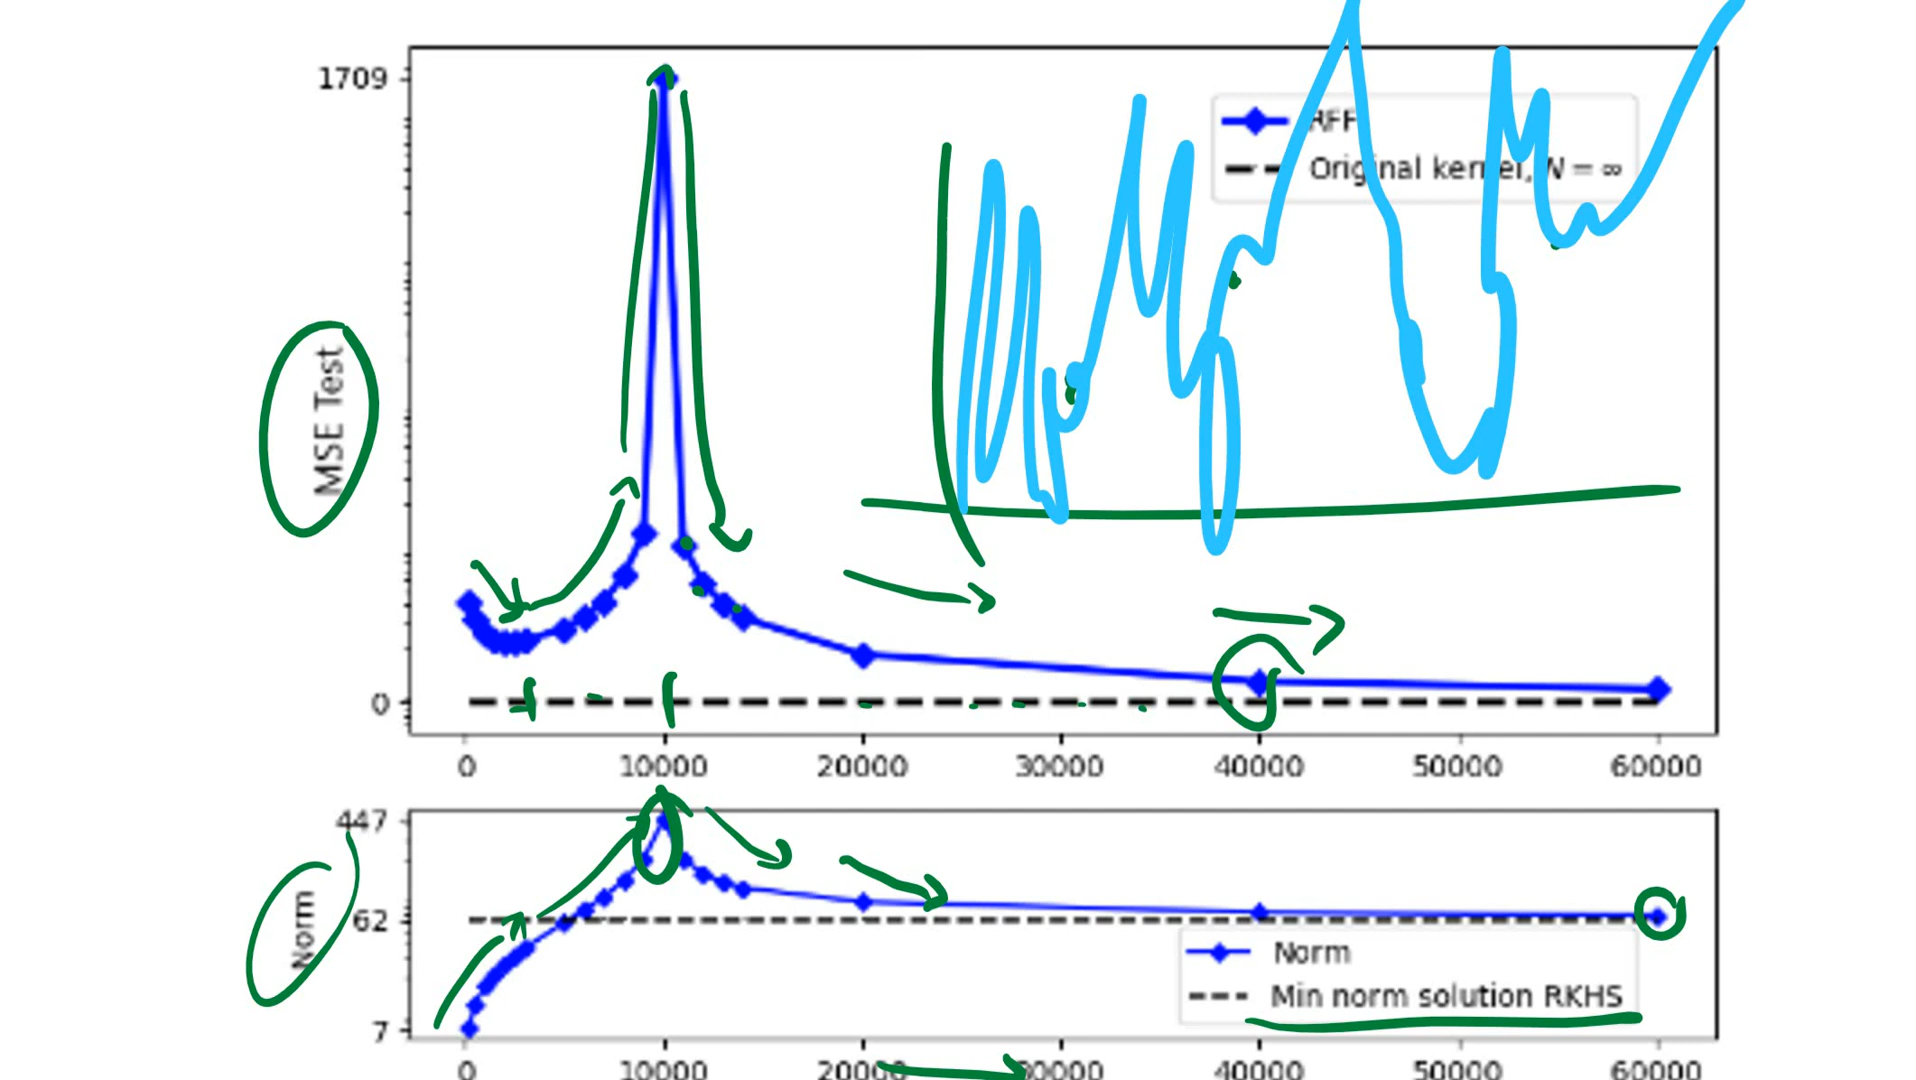 1709
RFF
Original kernel, N = ∞
MSE Test
0
0 10000 20000 30000 40000 50000 60000
447
62
Norm
Norm
Min norm solution RKHS
7
0 10000 20000 30000 40000 50000 60000